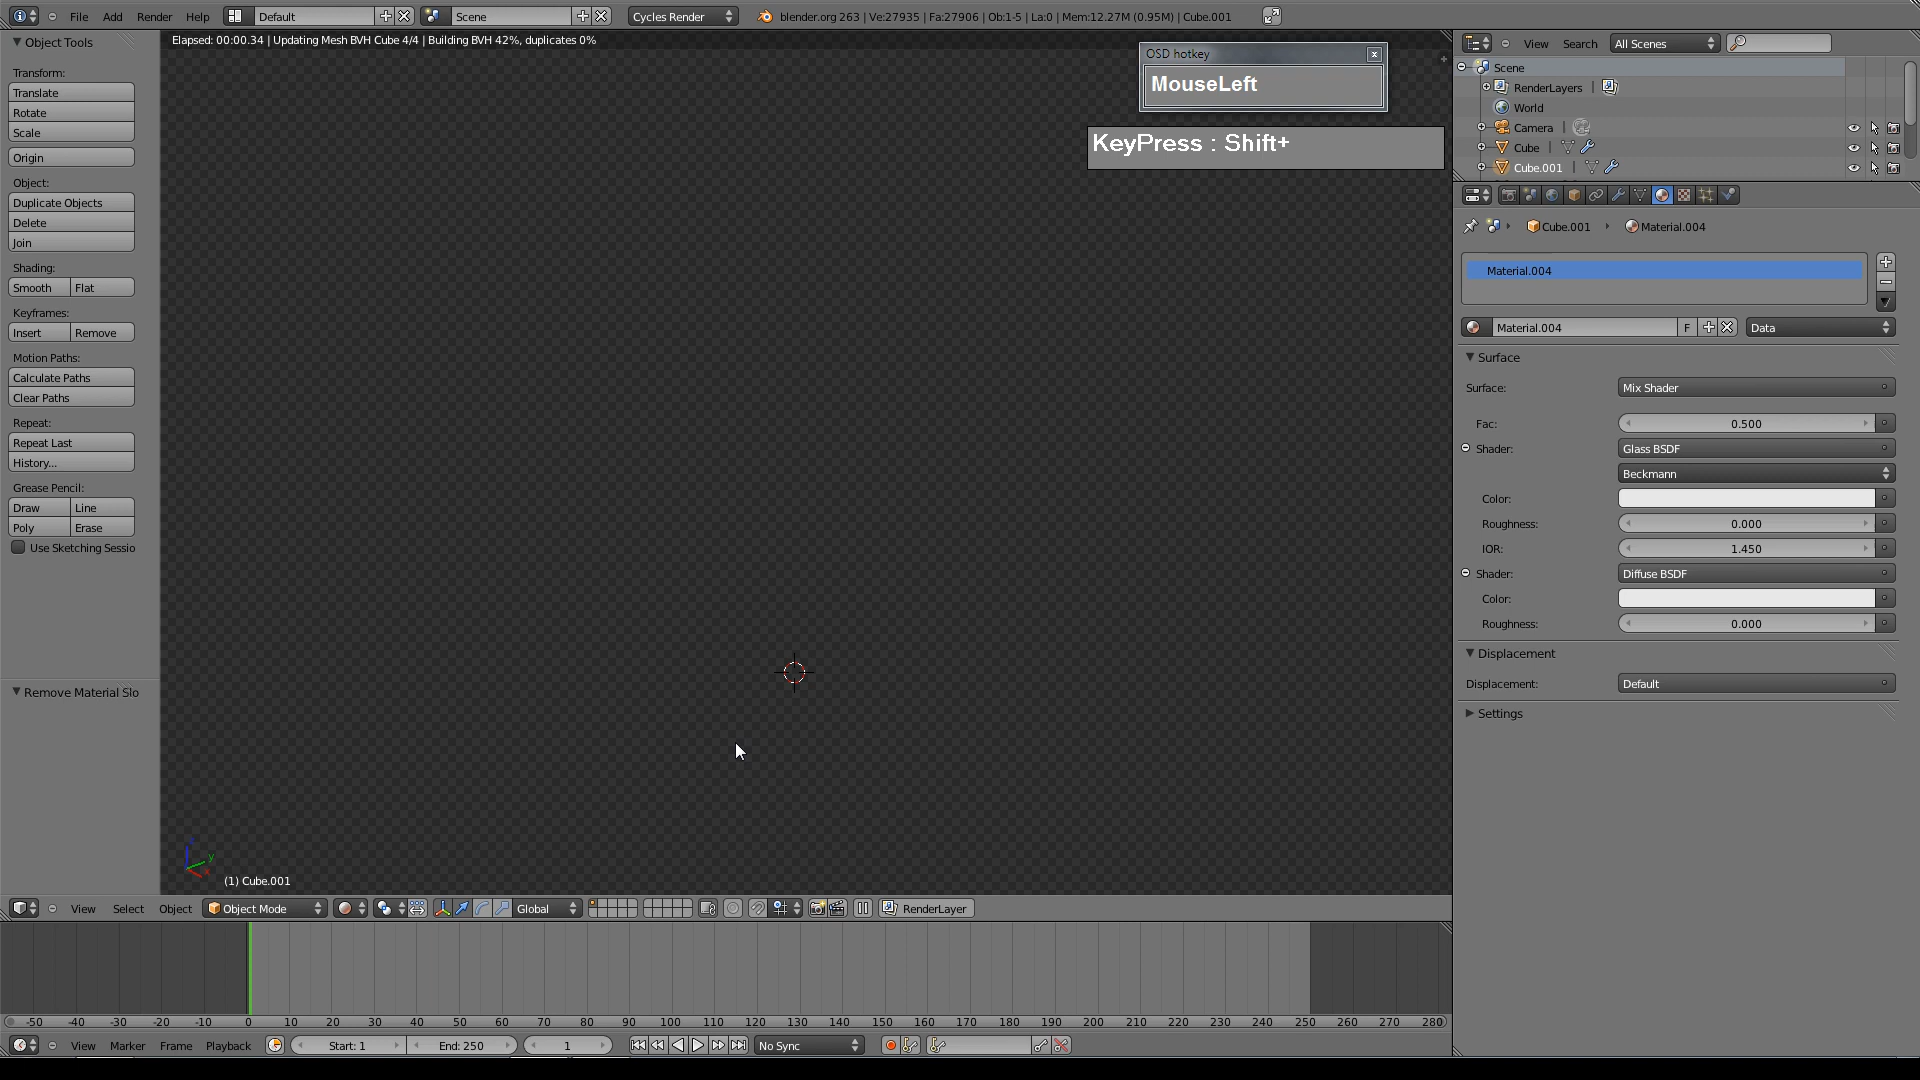 File Add Render Help Default Scene Cycles Render blender.org 263 | Ve:27935 | Fa:27906 | Ob:1-5 | La:0 | Mem:12.27M (0.95M) | Cube.001
Elapsed: 00:00.34 | Updating Mesh BVH Cube 4/4 | Building BVH 42%, duplicates 0%
Object Tools
Transform:
Translate
Rotate
Scale
Origin
Object:
Duplicate Objects
Delete
Join
Shading:
Smooth Flat
Keyframes:
Insert Remove
Motion Paths:
Calculate Paths
Clear Paths
Repeat:
Repeat Last
History...
Grease Pencil:
Draw Line
Poly Erase
Use Sketching Sessio
Remove Material Slo
OSD hotkey
MouseLeft
KeyPress : Shift+
y
x
(1) Cube.001
View Select Object Object Mode Global RenderLayer
-50 -40 -30 -20 -10 0 10 20 30 40 50 60 70 80 90 100 110 120 130 140 150 160 170 180 190 200 210 220 230 240 250 260 270 280
View Marker Frame Playback Start: 1 End: 250 1 No Sync
View Search All Scenes
Scene
RenderLayers |
World
Camera |
Cube |
Cube.001 |
Cube.001 Material.004
Material.004
Material.004 F Data
Surface
Surface: Mix Shader
Fac: 0.500
Shader: Glass BSDF
Beckmann
Color:
Roughness: 0.000
IOR: 1.450
Shader: Diffuse BSDF
Color:
Roughness: 0.000
Displacement
Displacement: Default
Settings